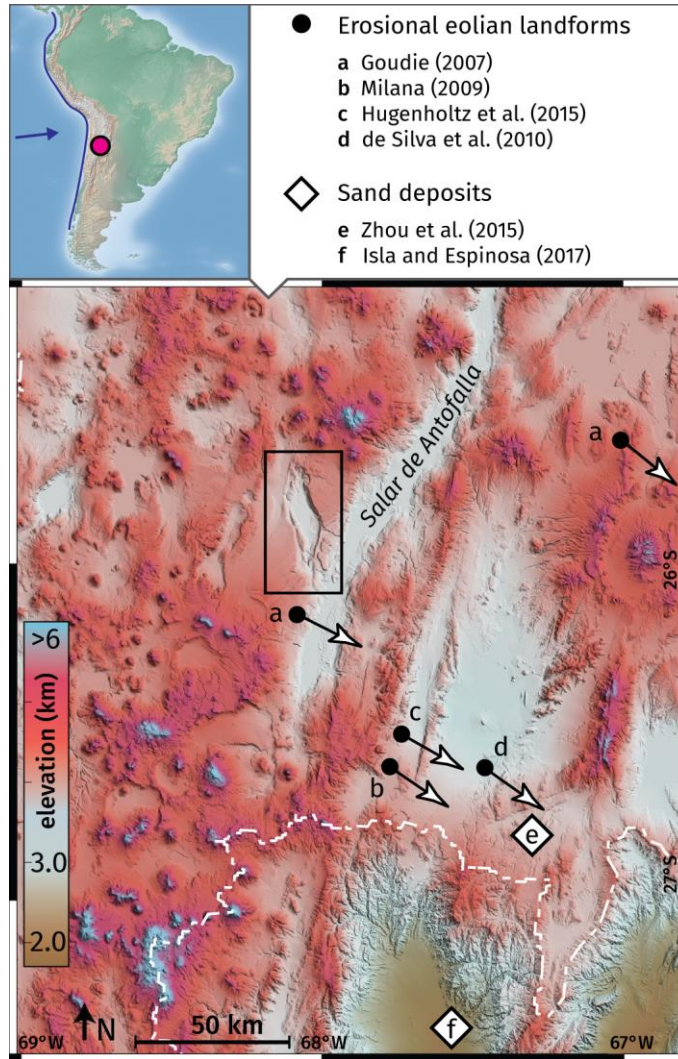 Erosional eolian landforms
a Goudie (2007)
b Milana (2009)
c Hugenholtz et al. (2015)
d de Silva et al. (2010)
Sand deposits
e Zhou et al. (2015)
f Isla and Espinosa (2017)
Salar de Antofalla
a
26°S
a
>6
elevation (km)
3.0
2.0
c
b
d
e
27°S
f
N
50 km
69°W
68°W
67°W